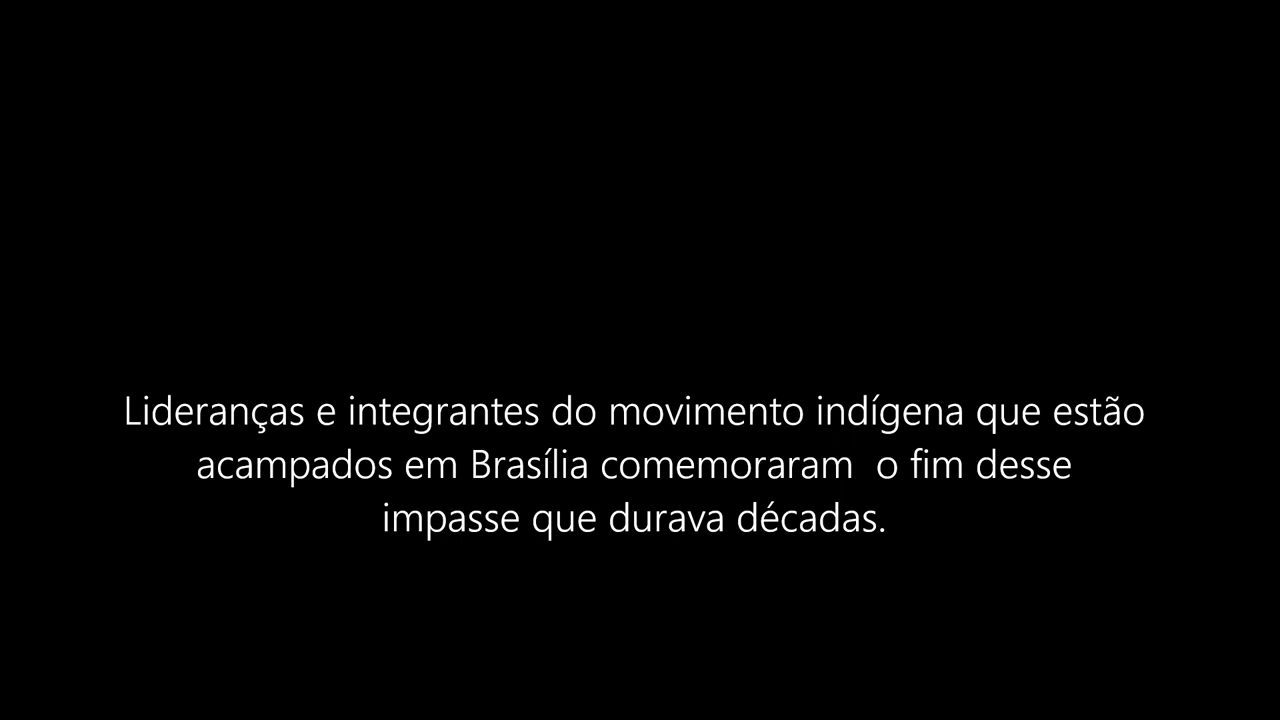 Lideranças e integrantes do movimento indígena que estão
acampados em Brasília comemoraram  o fim desse
impasse que durava décadas.